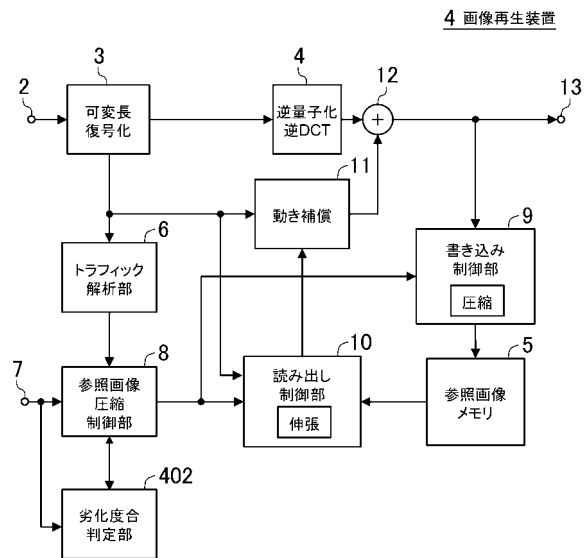 4 画像再生装置
2
3
可変長
復号化
4
逆量子化
逆DCT
12
+
13
11
動き補償
6
トラフィック
解析部
9
書き込み
制御部
圧縮
7
8
参照画像
圧縮
制御部
10
読み出し
制御部
伸張
5
参照画像
メモリ
402
劣化度合
判定部